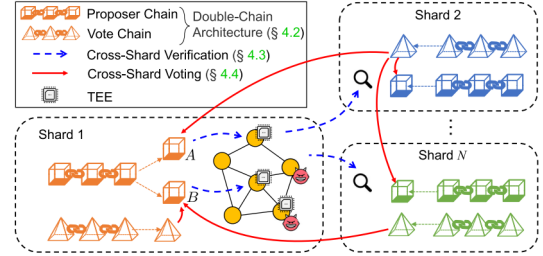 Proposer Chain
Vote Chain
Double-Chain
Architecture (§ 4.2)
Cross-Shard Verification (§ 4.3)
Cross-Shard Voting (§ 4.4)
TEE
Shard 2
Shard 1
A
B
Shard N